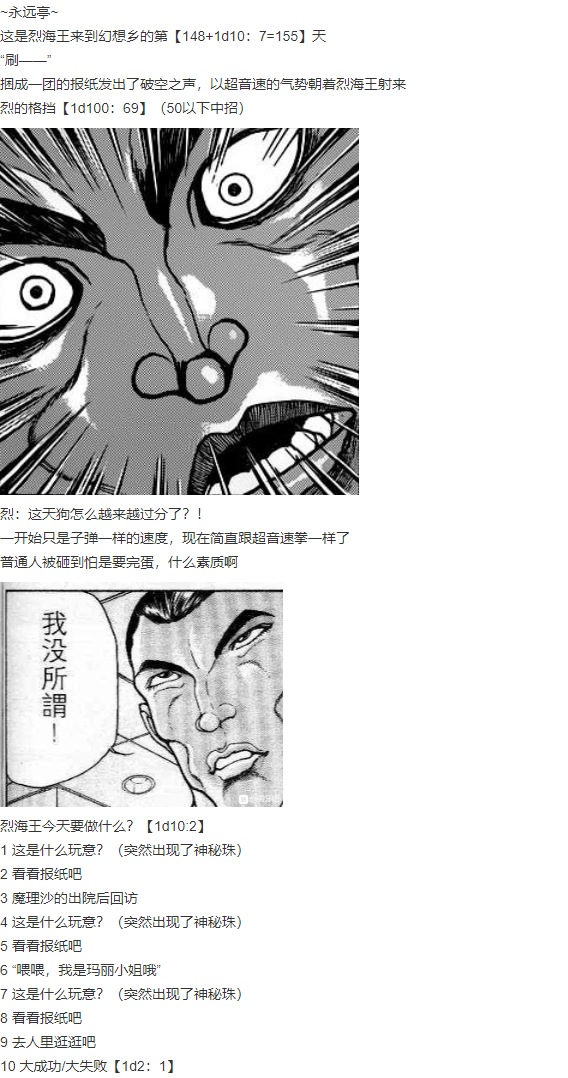 ~永远亭~
这是烈海王来到幻想乡的第【148+1d10：7=155】天
“刷——”
捆成一团的报纸发出了破空之声，以超音速的气势朝着烈海王射来
烈的格挡【1d100：69】（50以下中招）
烈：这天狗怎么越来越过分了？！
一开始只是子弹一样的速度，现在简直跟超音速拳一样了
普通人被砸到怕是要完蛋，什么素质啊
我没所謂！
烈海王今天要做什么？【1d10:2】
1 这是什么玩意？（突然出现了神秘珠）
2 看看报纸吧
3 魔理沙的出院后回访
4 这是什么玩意？（突然出现了神秘珠）
5 看看报纸吧
6 “喂喂，我是玛丽小姐哦”
7 这是什么玩意？（突然出现了神秘珠）
8 看看报纸吧
9 去人里逛逛吧
10 大成功/大失败【1d2：1】